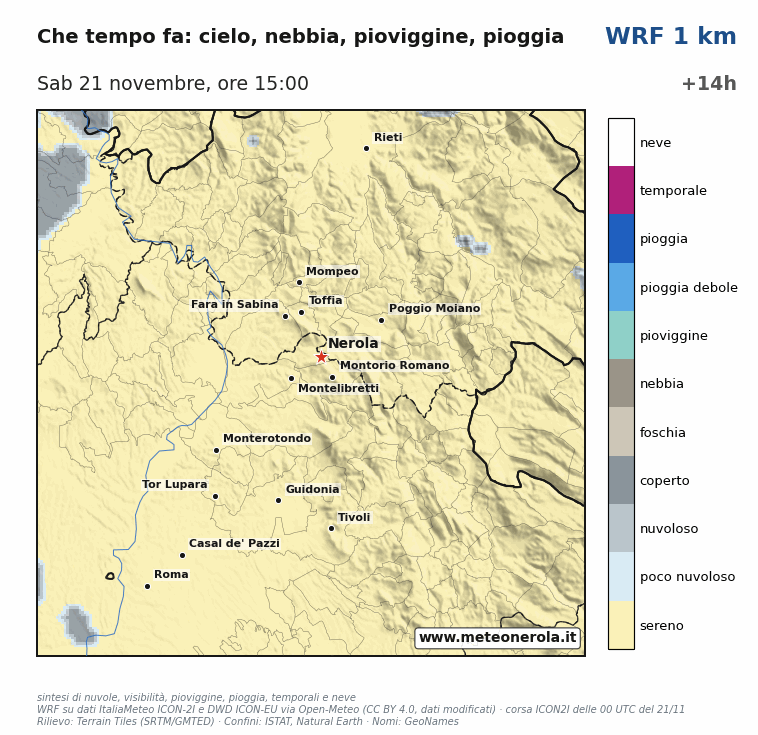 Che tempo fa: cielo, nebbia, pioviggine, pioggia
WRF 1 km
Sab 21 novembre, ore 15:00
+14h
Rieti
Mompeo
Fara in Sabina
Toffia
Poggio Moiano
Nerola
Montorio Romano
Montelibretti
Monterotondo
Tor Lupara
Guidonia
Tivoli
Casal de' Pazzi
Roma
www.meteonerola.it
neve
temporale
pioggia
pioggia debole
pioviggine
nebbia
foschia
coperto
nuvoloso
poco nuvoloso
sereno
sintesi di nuvole, visibilità, pioviggine, pioggia, temporali e neve
WRF su dati ItaliaMeteo ICON-2I e DWD ICON-EU via Open-Meteo (CC BY 4.0, dati modificati) · corsa ICON2I delle 00 UTC del 21/11
Rilievo: Terrain Tiles (SRTM/GMTED) · Confini: ISTAT, Natural Earth · Nomi: GeoNames